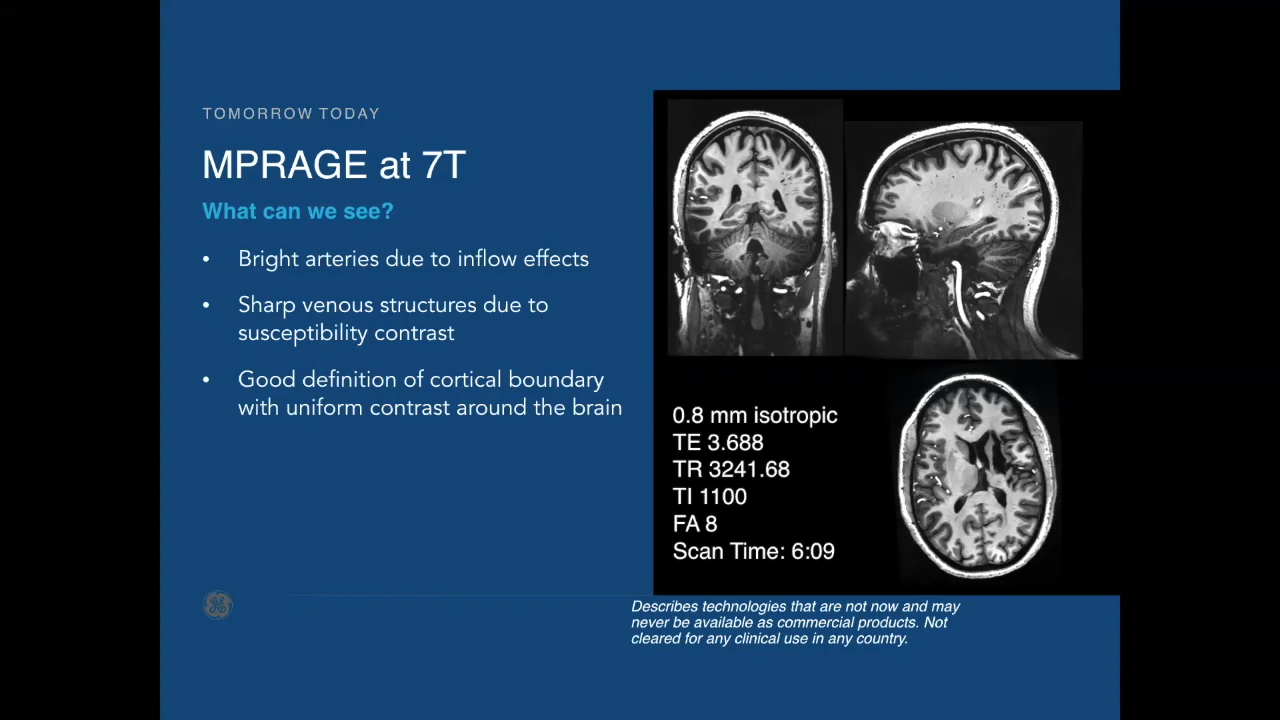 TOMORROW TODAY
MPRAGE at 7T
What can we see?
• Bright arteries due to inflow effects
• Sharp venous structures due to
susceptibility contrast
• Good definition of cortical boundary
with uniform contrast around the brain
0.8 mm isotropic
TE 3.688
TR 3241.68
TI 1100
FA 8
Scan Time: 6:09
GE
Describes technologies that are not now and may
never be available as commercial products. Not
cleared for any clinical use in any country.